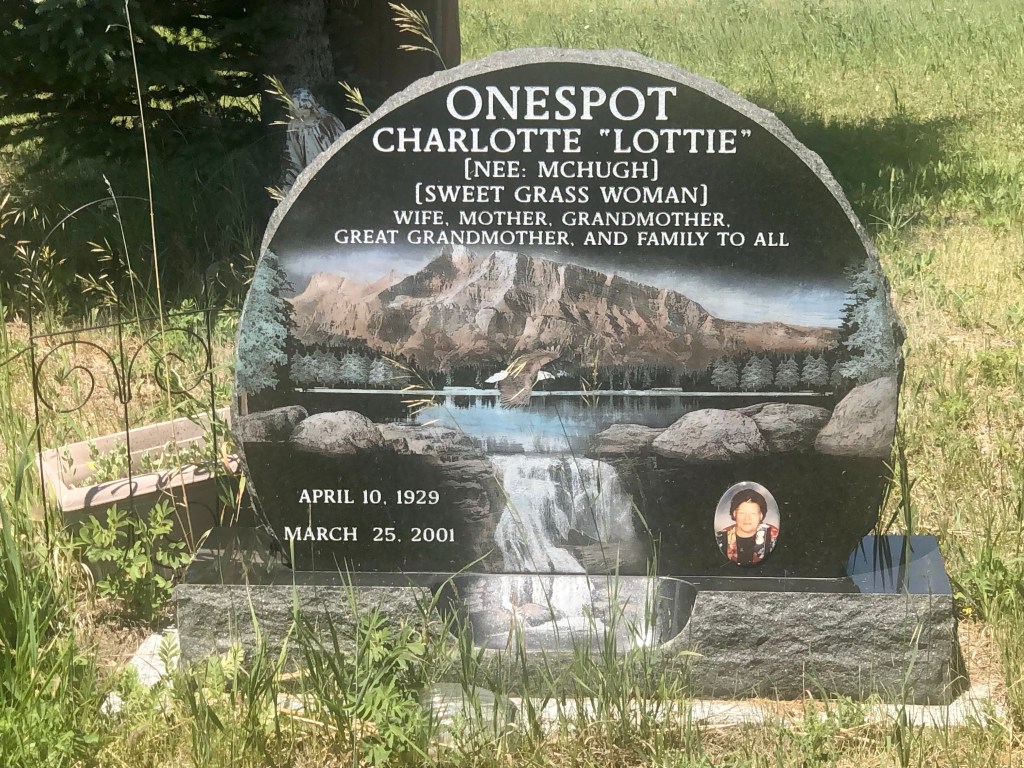 ONESPOT
CHARLOTTE "LOTTIE"
(NEE: MCHUGH)
(SWEET GRASS WOMAN)
WIFE, MOTHER, GRANDMOTHER,
GREAT GRANDMOTHER, AND FAMILY TO ALL
APRIL 10, 1929
MARCH 25, 2001